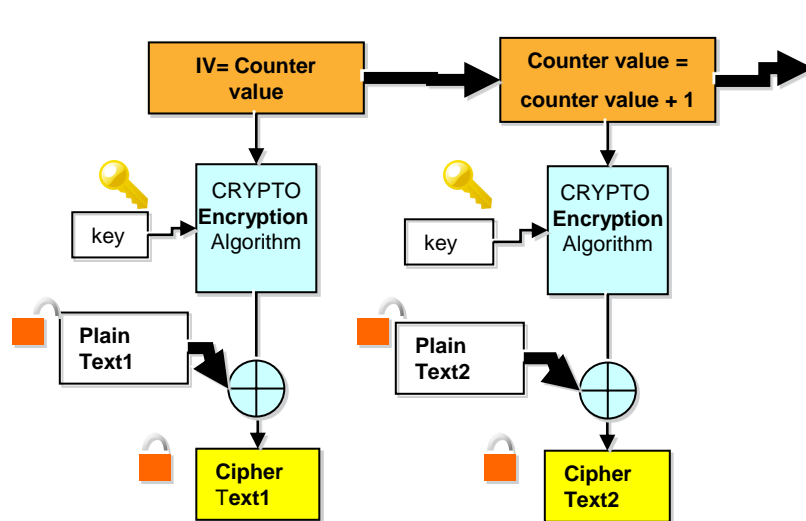 IV= Counter
value
Counter value =
counter value + 1
CRYPTO
Encryption
Algorithm
key
CRYPTO
Encryption
Algorithm
key
Plain
Text1
Plain
Text2
Cipher
Text1
Cipher
Text2